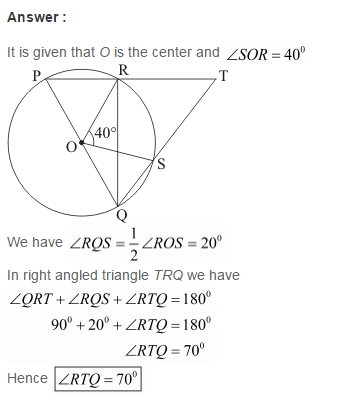 Answer :
It is given that O is the center and ∠SOR = 40⁰
P R T
40°
O
S
Q
We have ∠RQS = 1/2 ∠ROS = 20⁰
In right angled triangle TRQ we have
∠QRT + ∠RQS + ∠RTQ = 180⁰
90⁰ + 20⁰ + ∠RTQ = 180⁰
∠RTQ = 70⁰
Hence ∠RTQ = 70⁰